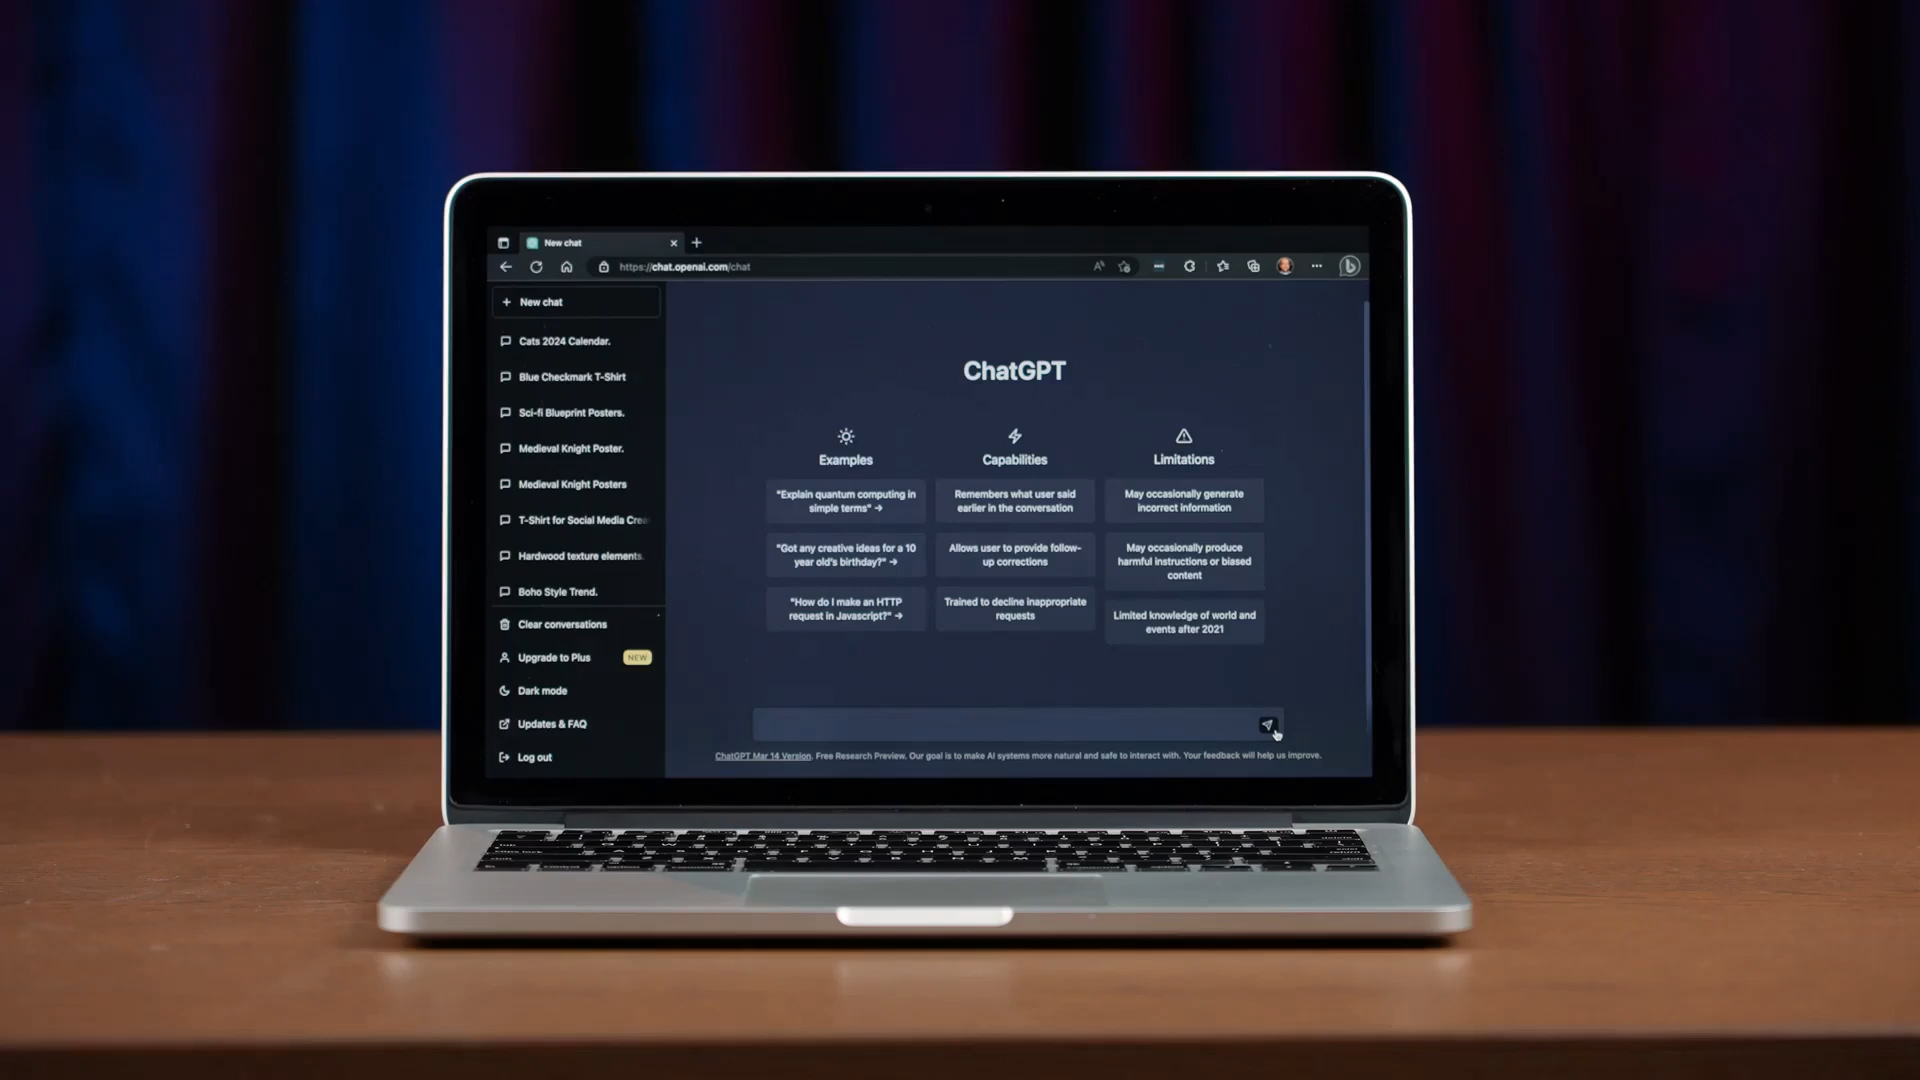 New chat
https://chat.openai.com/chat
New chat
Cats 2024 Calendar.
Blue Checkmark T-Shirt
Sci-fi Blueprint Posters.
Medieval Knight Poster.
Medieval Knight Posters
T-Shirt for Social Media Crea
Hardwood texture elements.
Boho Style Trend.
Clear conversations
Upgrade to Plus NEW
Dark mode
Updates & FAQ
Log out
ChatGPT
Examples
"Explain quantum computing in
simple terms" →
"Got any creative ideas for a 10
year old's birthday?" →
"How do I make an HTTP
request in Javascript?" →
Capabilities
Remembers what user said
earlier in the conversation
Allows user to provide follow-
up corrections
Trained to decline inappropriate
requests
Limitations
May occasionally generate
incorrect information
May occasionally produce
harmful instructions or biased
content
Limited knowledge of world and
events after 2021
ChatGPT Mar 14 Version. Free Research Preview. Our goal is to make AI systems more natural and safe to interact with. Your feedback will help us improve.